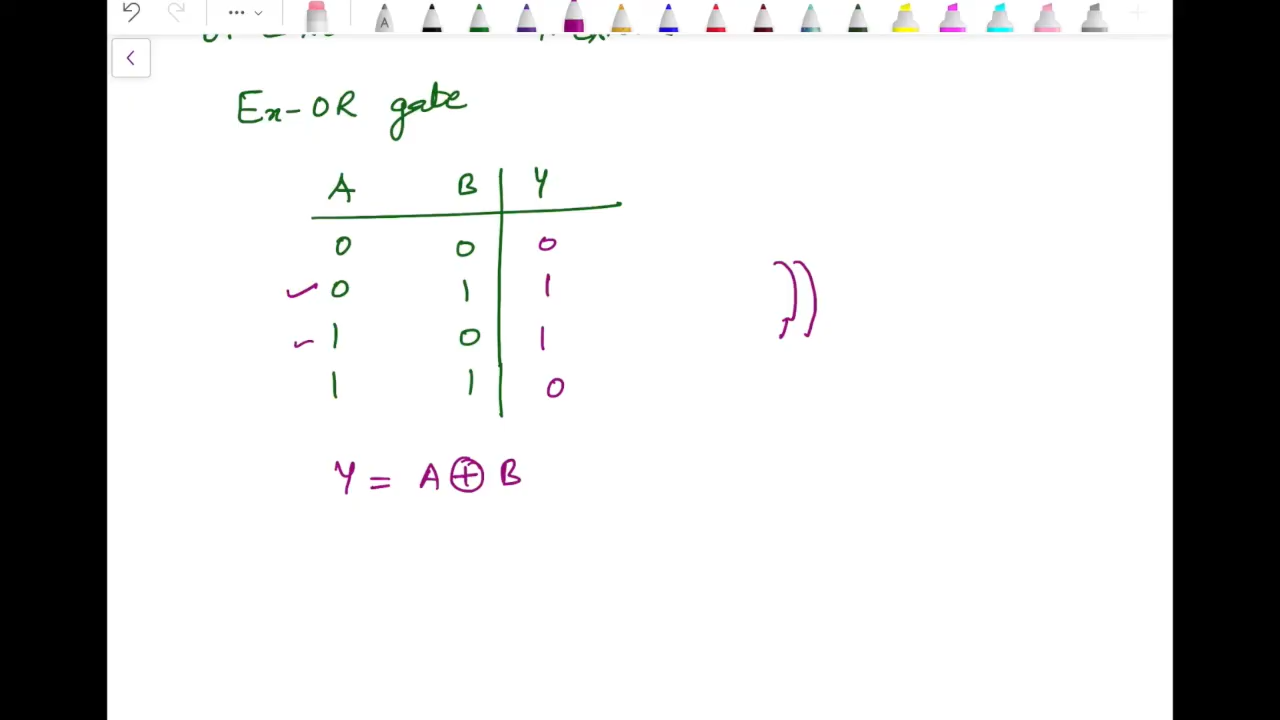 Ex-OR gate
A B Y
0 0 0
0 1 1
1 0 1
1 1 0
Y = A ⊕ B